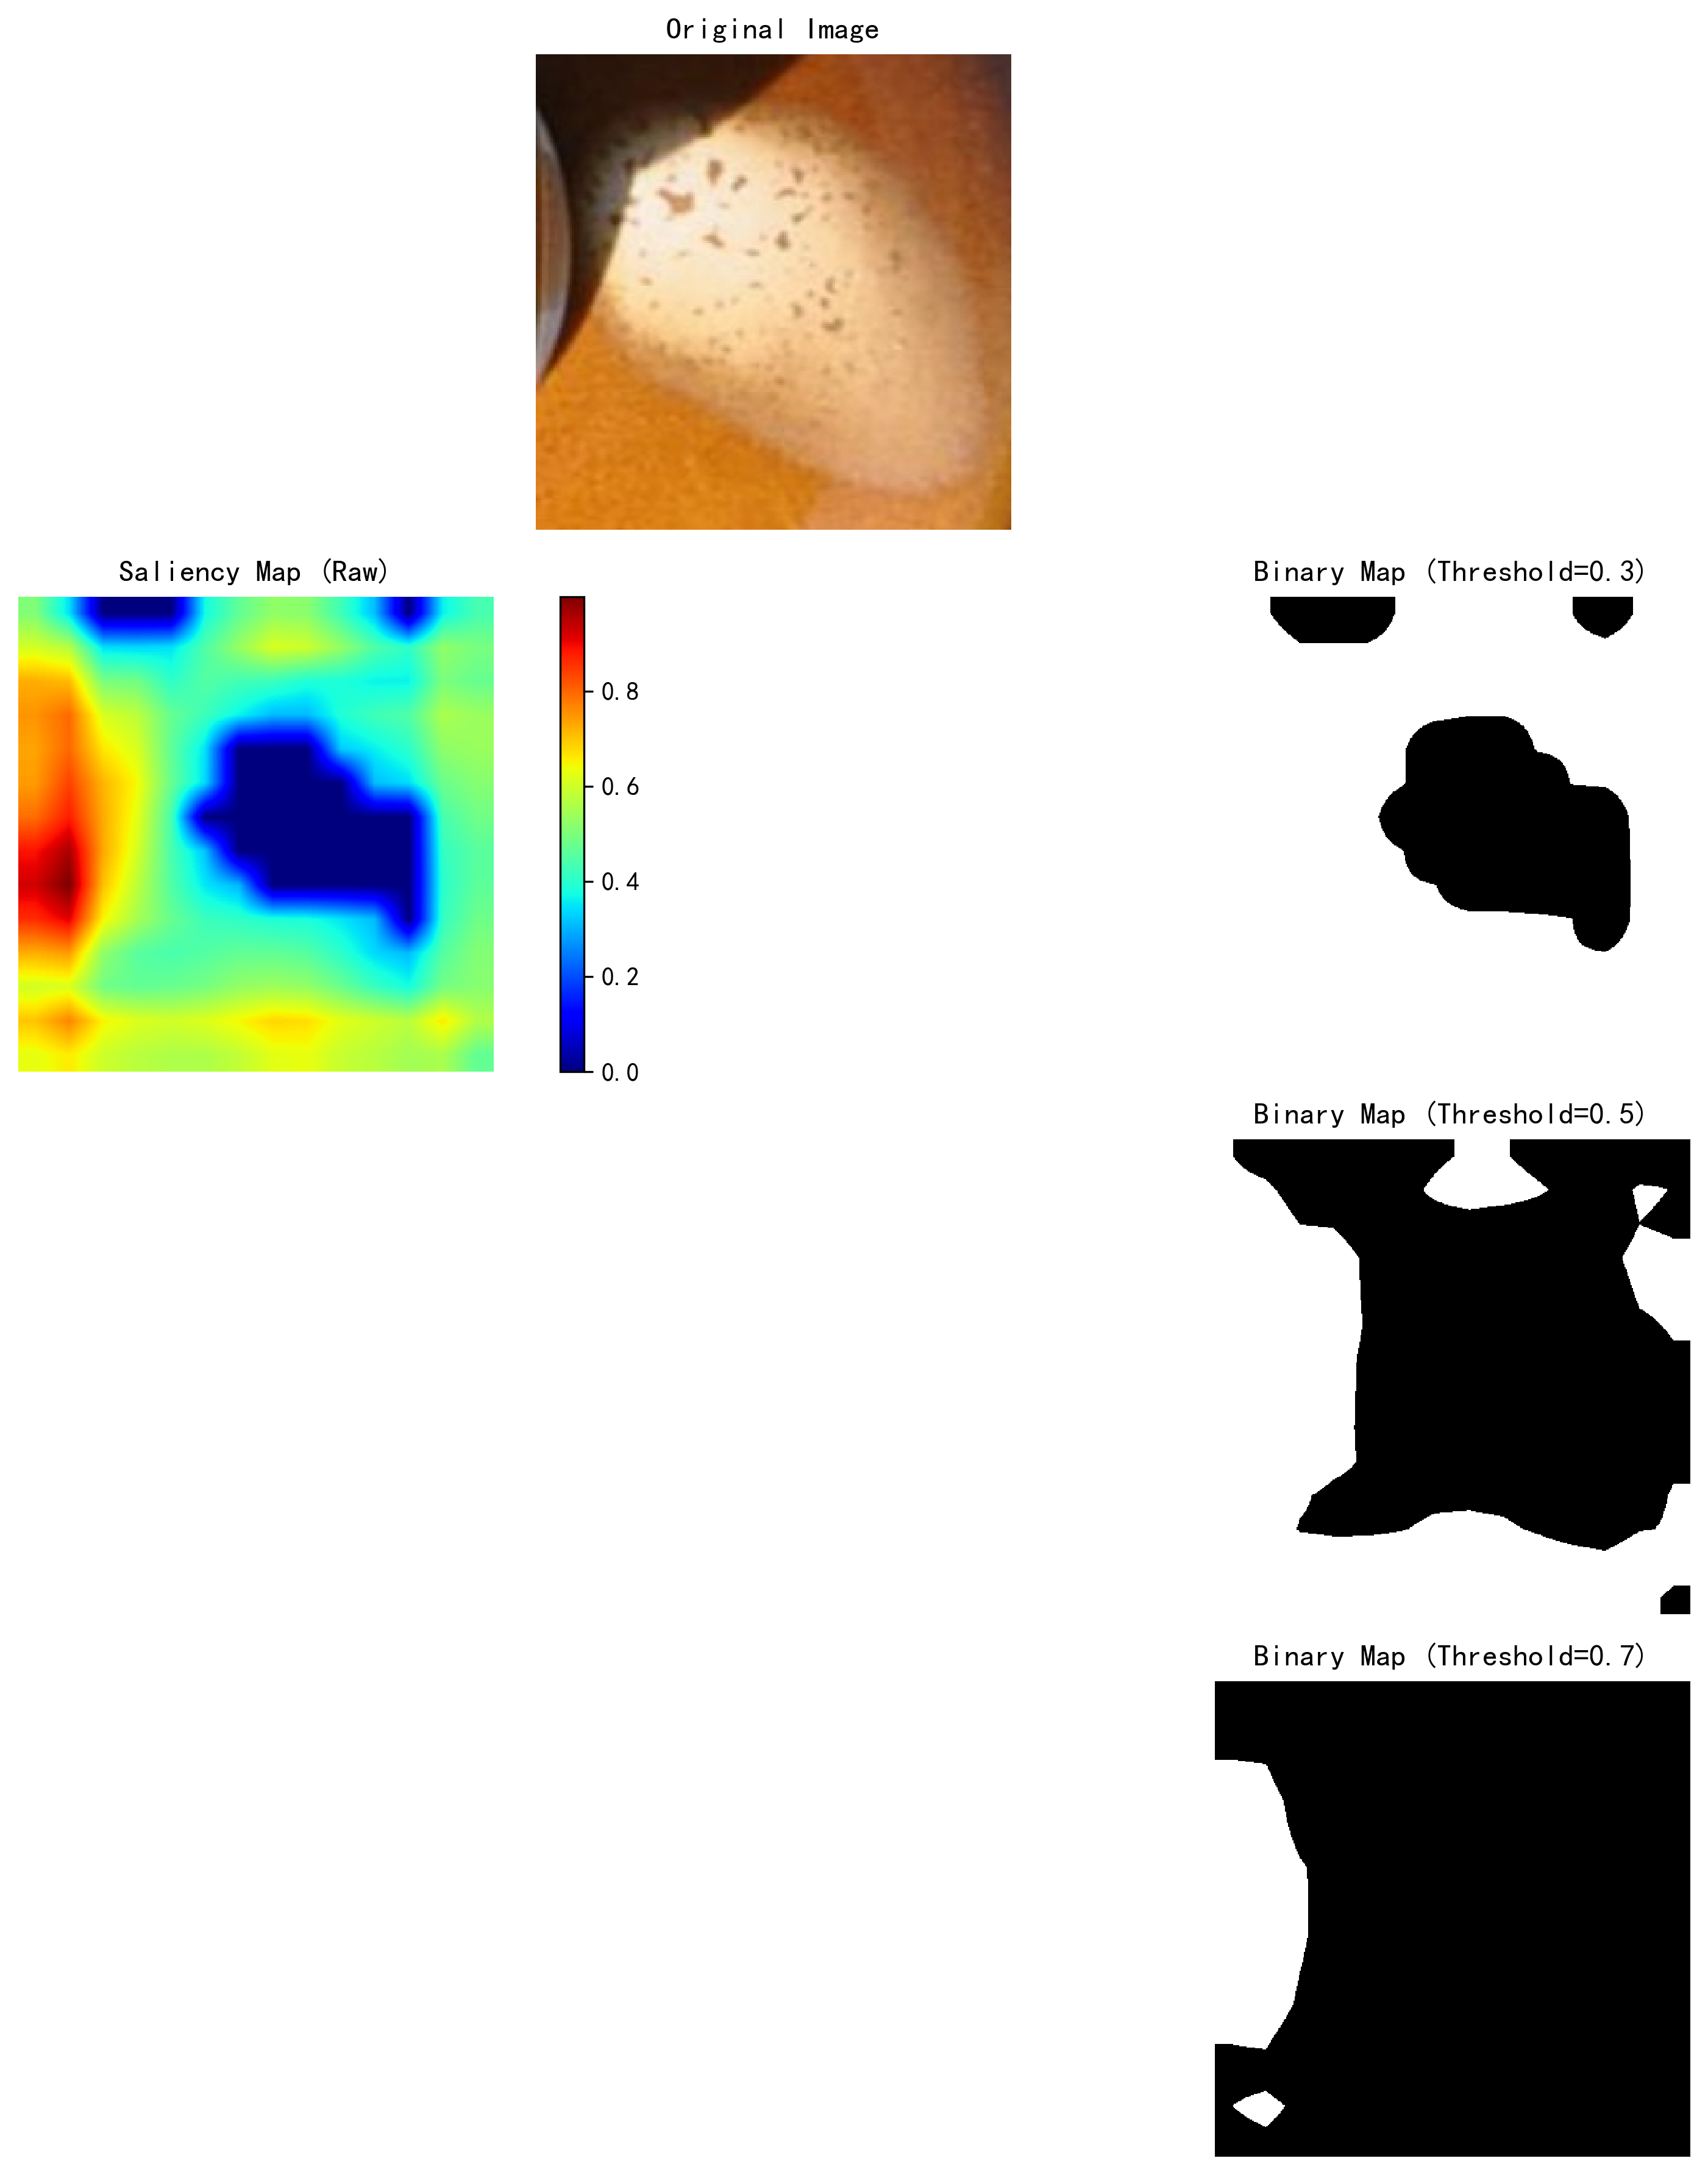 Original Image
Saliency Map (Raw)
Binary Map (Threshold=0.3)
0.8
0.6
0.4
0.2
0.0
Binary Map (Threshold=0.5)
Binary Map (Threshold=0.7)